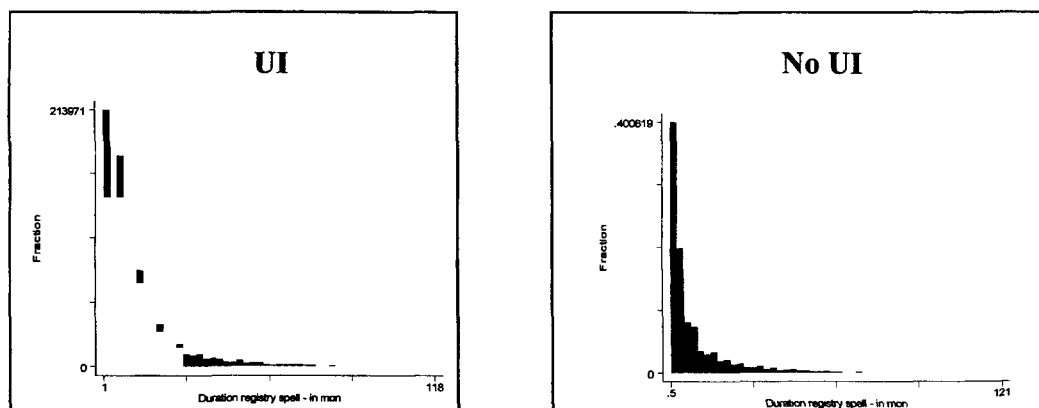 UI
213971
Fraction
0
1
118
Duration registry spell - in mon
No UI
.400619
Fraction
0
.5
121
Duration registry spell - in mon